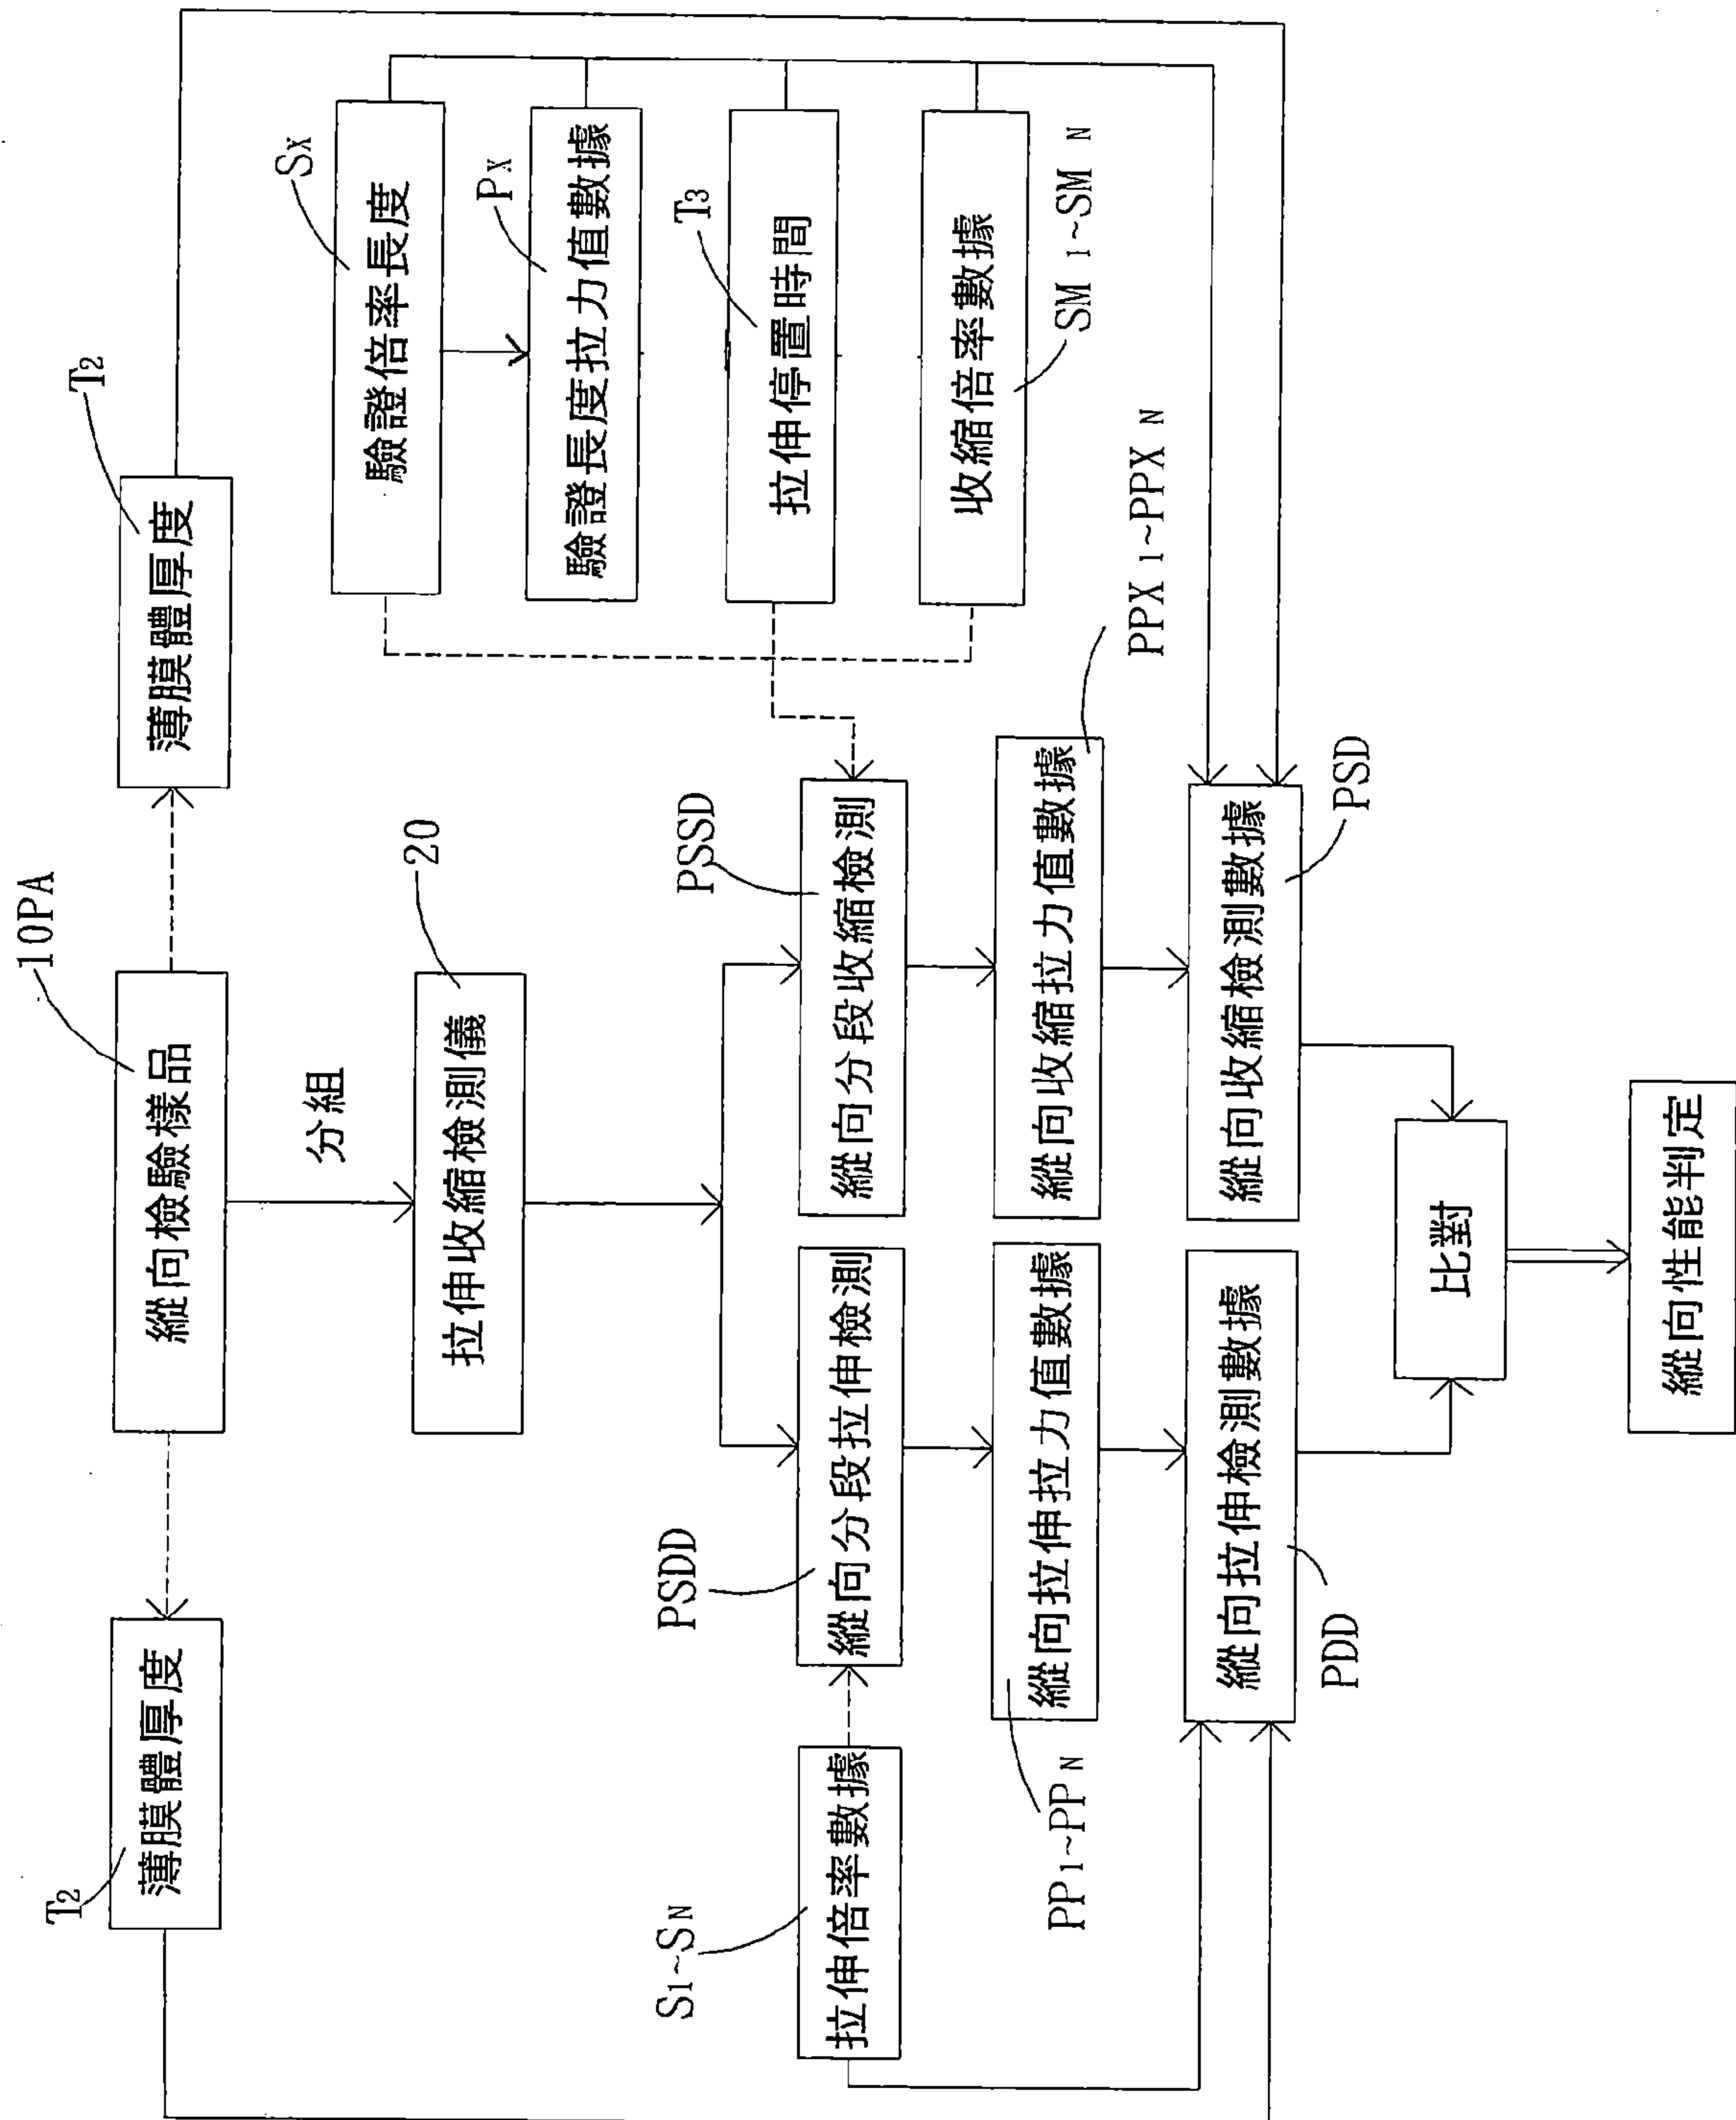 10PA
T2
薄膜體厚度
縱向檢驗樣品
T2
薄膜體厚度
分組
20
拉伸收縮檢測儀
SX
驗證倍率長度
PX
驗證長度拉力值數據
T3
拉伸停置時間
SM 1~SM N
收縮倍率數據
S1~SN
拉伸倍率數據
PSDD
縱向分段拉伸檢測
PSSD
縱向分段收縮檢測
PP1~PP N
縱向拉伸拉力值數據
PPX 1~PPX N
縱向收縮拉力值數據
PDD
縱向拉伸檢測數據
PSD
縱向收縮檢測數據
比對
縱向性能判定